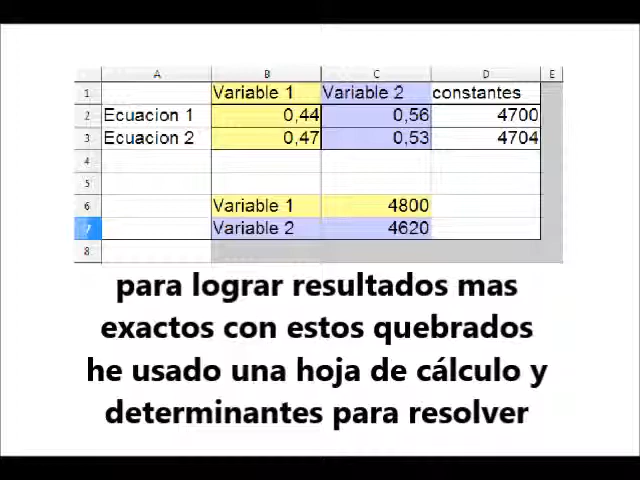 A B C D E
1 Variable 1 Variable 2 constantes
2 Ecuacion 1 0,44 0,56 4700
3 Ecuacion 2 0,47 0,53 4704
4
5
6 Variable 1 4800
7 Variable 2 4620
8
para lograr resultados mas
exactos con estos quebrados
he usado una hoja de cálculo y
determinantes para resolver